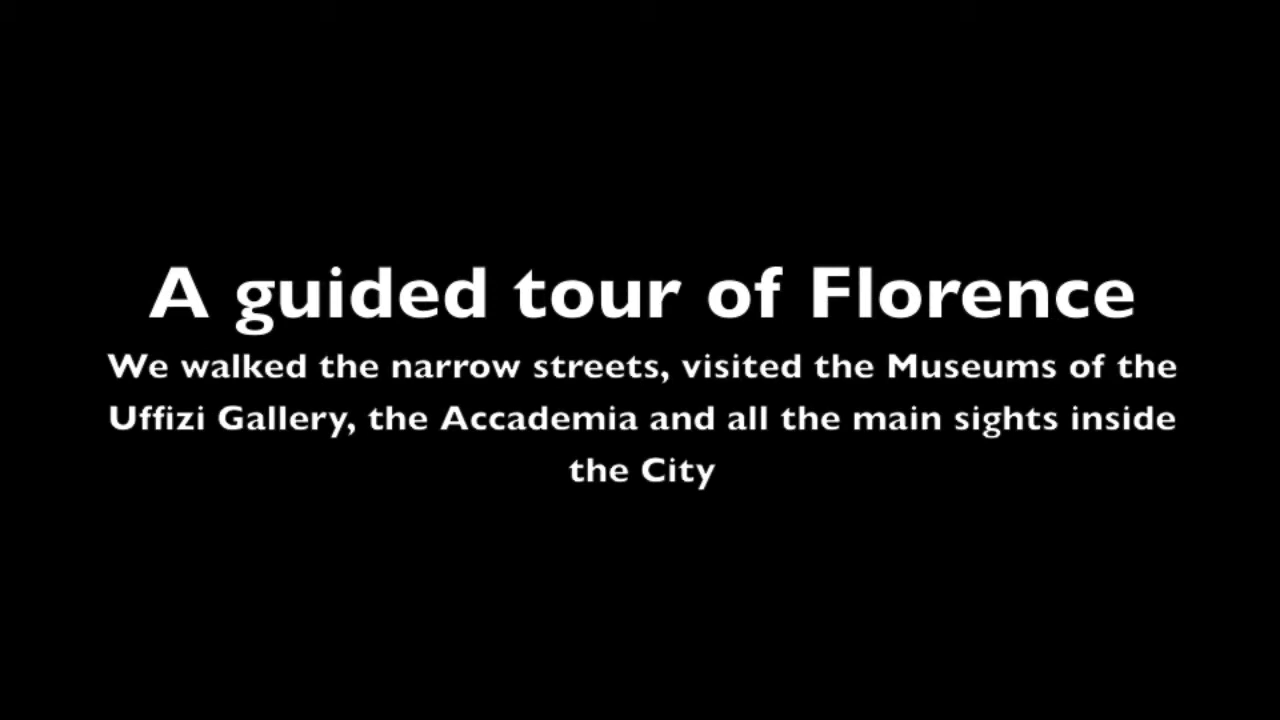 A guided tour of Florence
We walked the narrow streets, visited the Museums of the
Uffizi Gallery, the Accademia and all the main sights inside
the City